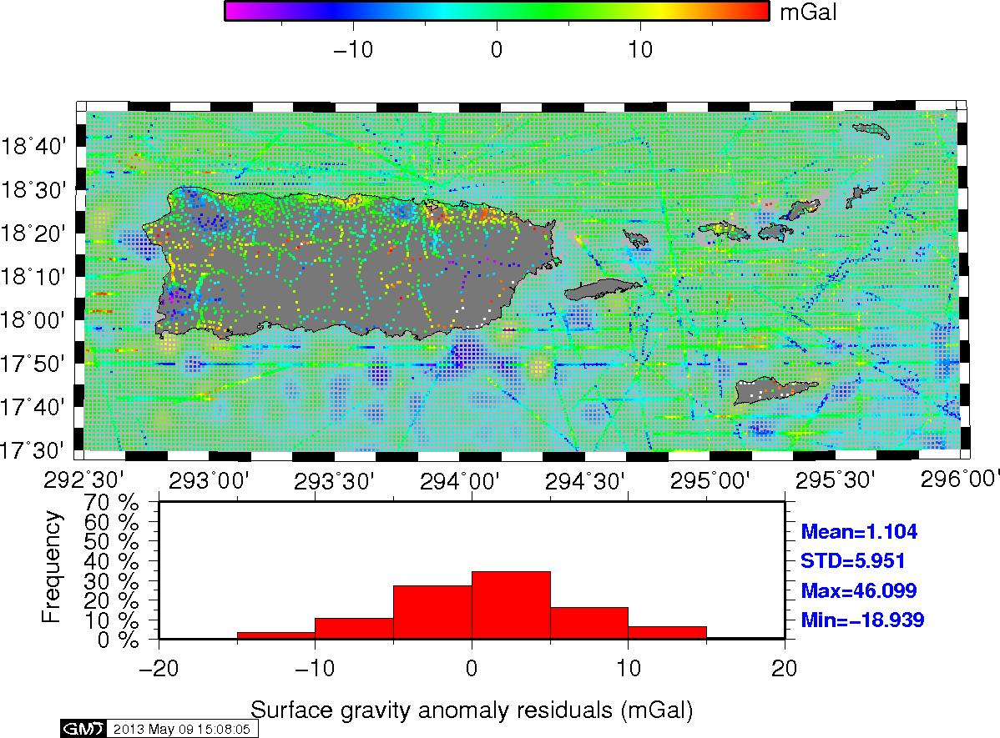 mGal
−10 0 10
18˚40'
18˚30'
18˚20'
18˚10'
18˚00'
17˚50'
17˚40'
17˚30'
292˚30' 293˚00' 293˚30' 294˚00' 294˚30' 295˚00' 295˚30' 296˚00'
Frequency
70 %
60 %
50 %
40 %
30 %
20 %
10 %
0 %
Mean=1.104
STD=5.951
Max=46.099
Min=−18.939
−20 −10 0 10 20
Surface gravity anomaly residuals (mGal)
GMT 2013 May 09 15:08:05